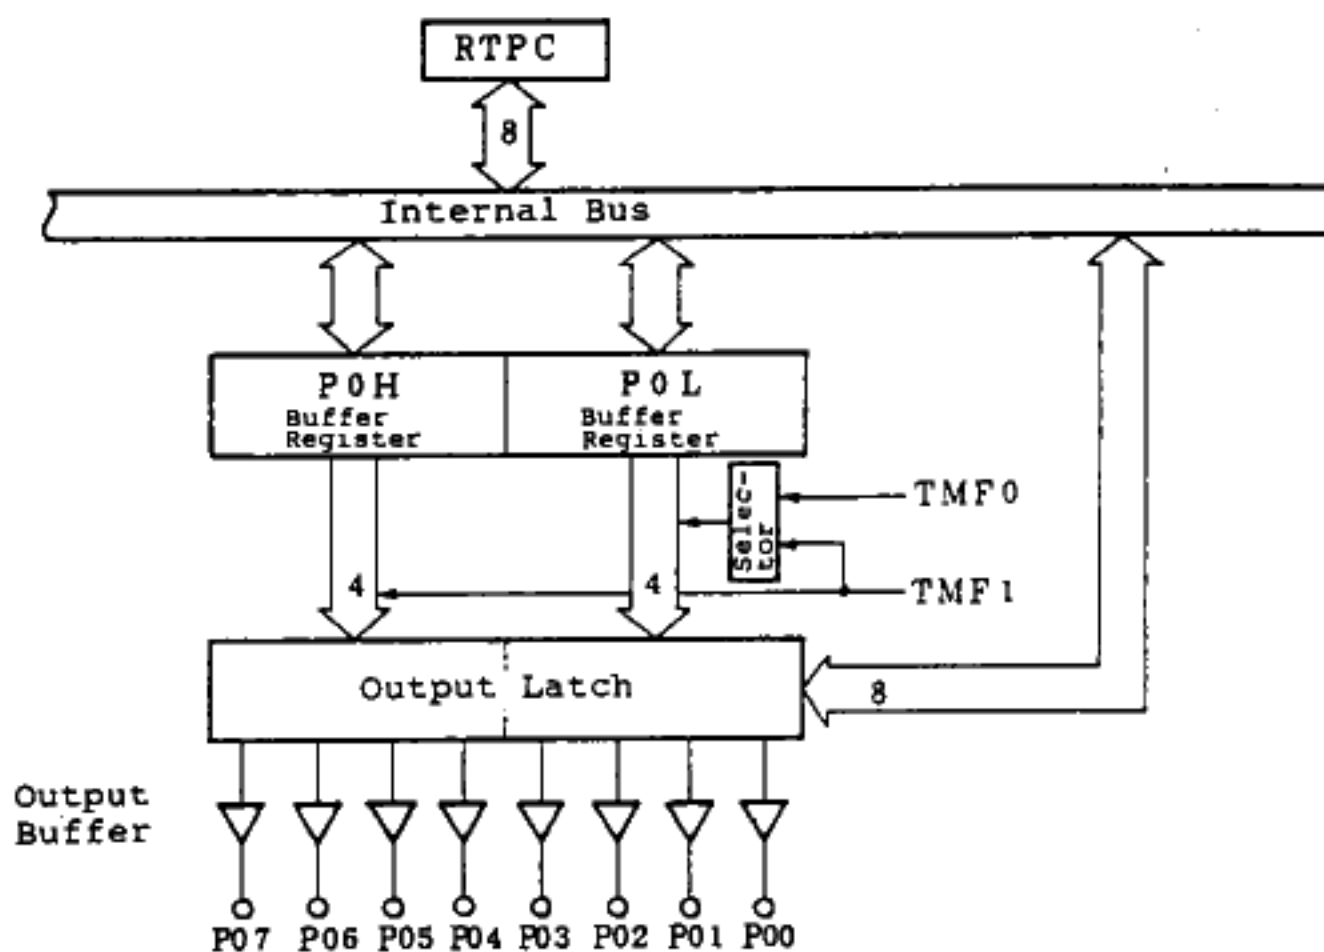 RTPC
8
Internal Bus
P0H
Buffer
Register
P0L
Buffer
Register
Selec-
tor
TMF0
TMF1
4
4
Output Latch
8
Output
Buffer
P07 P06 P05 P04 P03 P02 P01 P00